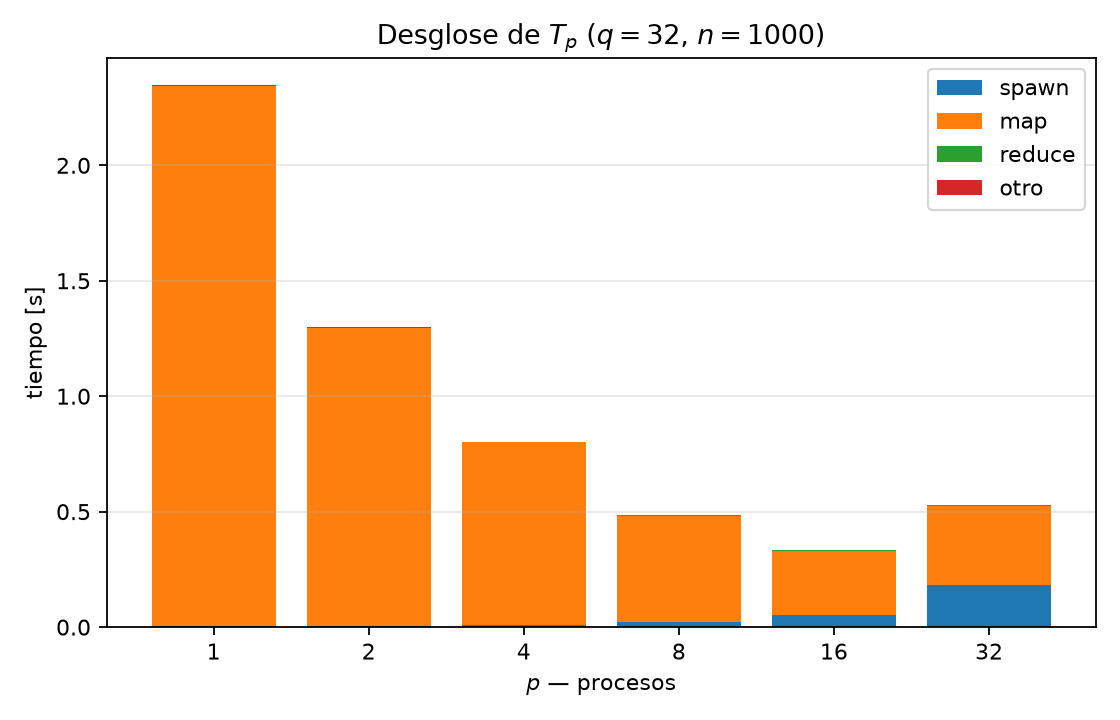 Desglose de Tₚ (q = 32, n = 1000)
spawn
map
reduce
otro
tiempo [s]
2.0
1.5
1.0
0.5
0.0
1 2 4 8 16 32
p — procesos